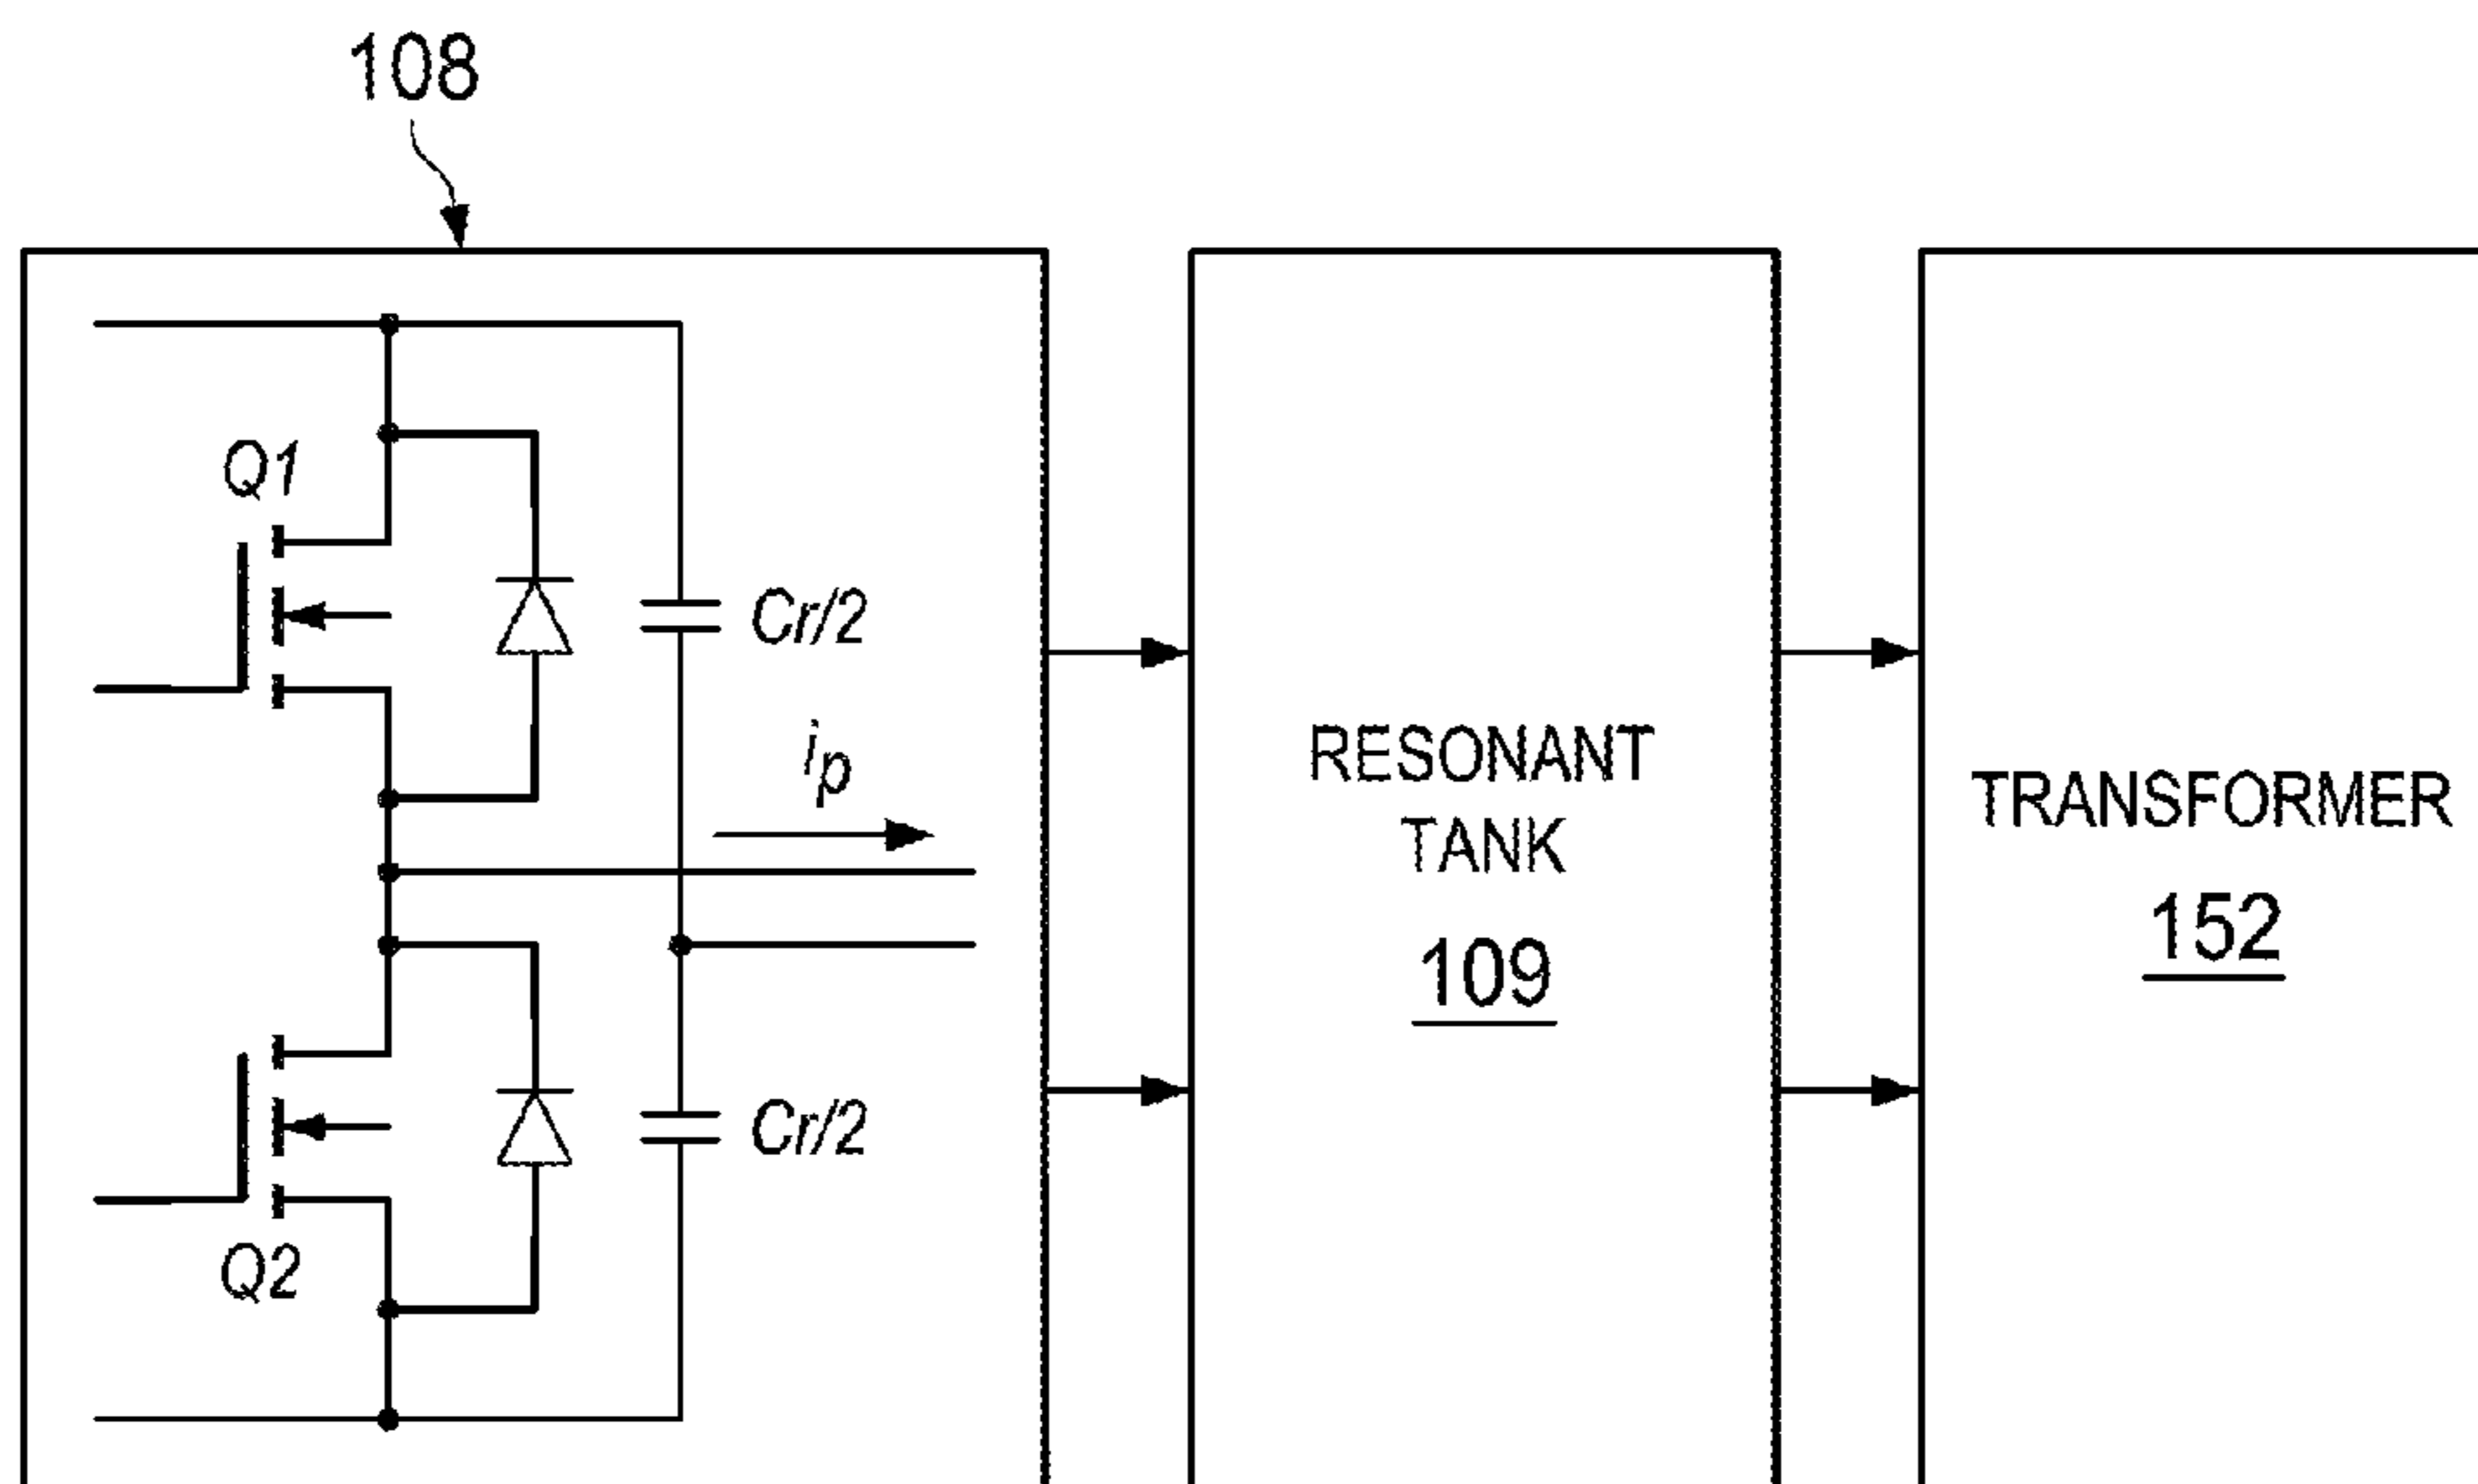 108
Q1
Cr/2
ip
Cr/2
Q2
RESONANT
TANK
109
TRANSFORMER
152